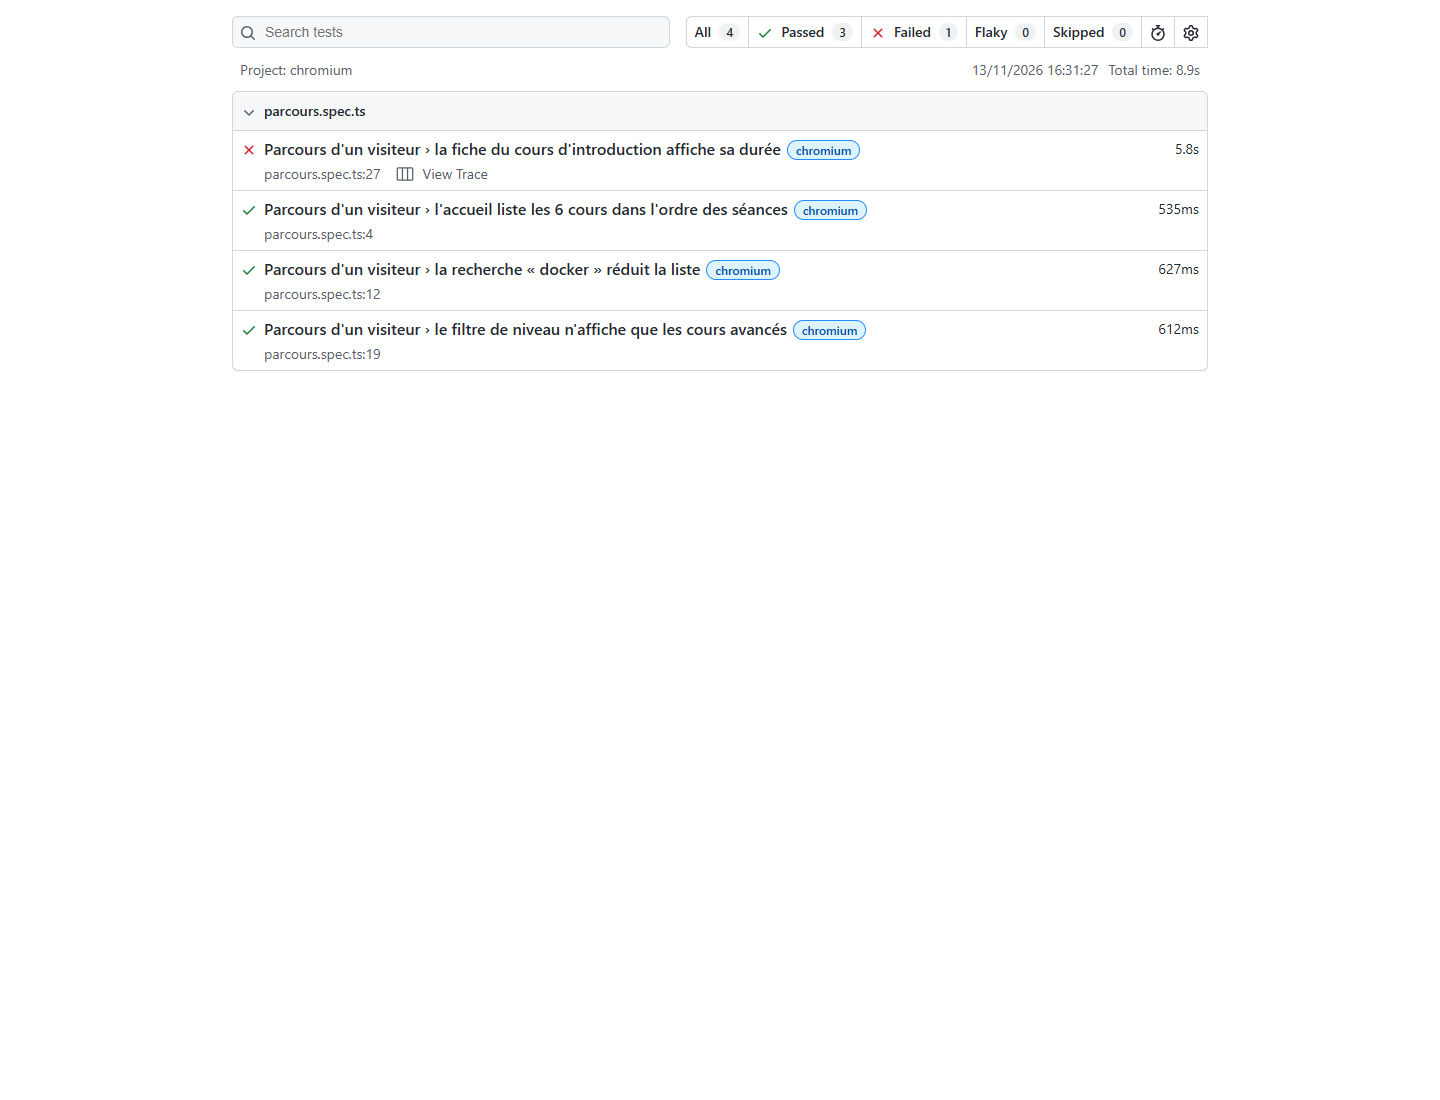 Search tests
All 4 Passed 3 Failed 1 Flaky 0 Skipped 0
Project: chromium
13/11/2026 16:31:27 Total time: 8.9s
parcours.spec.ts
Parcours d'un visiteur › la fiche du cours d'introduction affiche sa durée chromium 5.8s
parcours.spec.ts:27 View Trace
Parcours d'un visiteur › l'accueil liste les 6 cours dans l'ordre des séances chromium 535ms
parcours.spec.ts:4
Parcours d'un visiteur › la recherche « docker » réduit la liste chromium 627ms
parcours.spec.ts:12
Parcours d'un visiteur › le filtre de niveau n'affiche que les cours avancés chromium 612ms
parcours.spec.ts:19